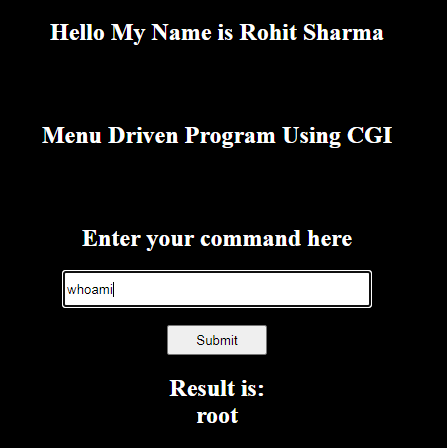 Hello My Name is Rohit Sharma
Menu Driven Program Using CGI
Enter your command here
whoami
Submit
Result is:
root